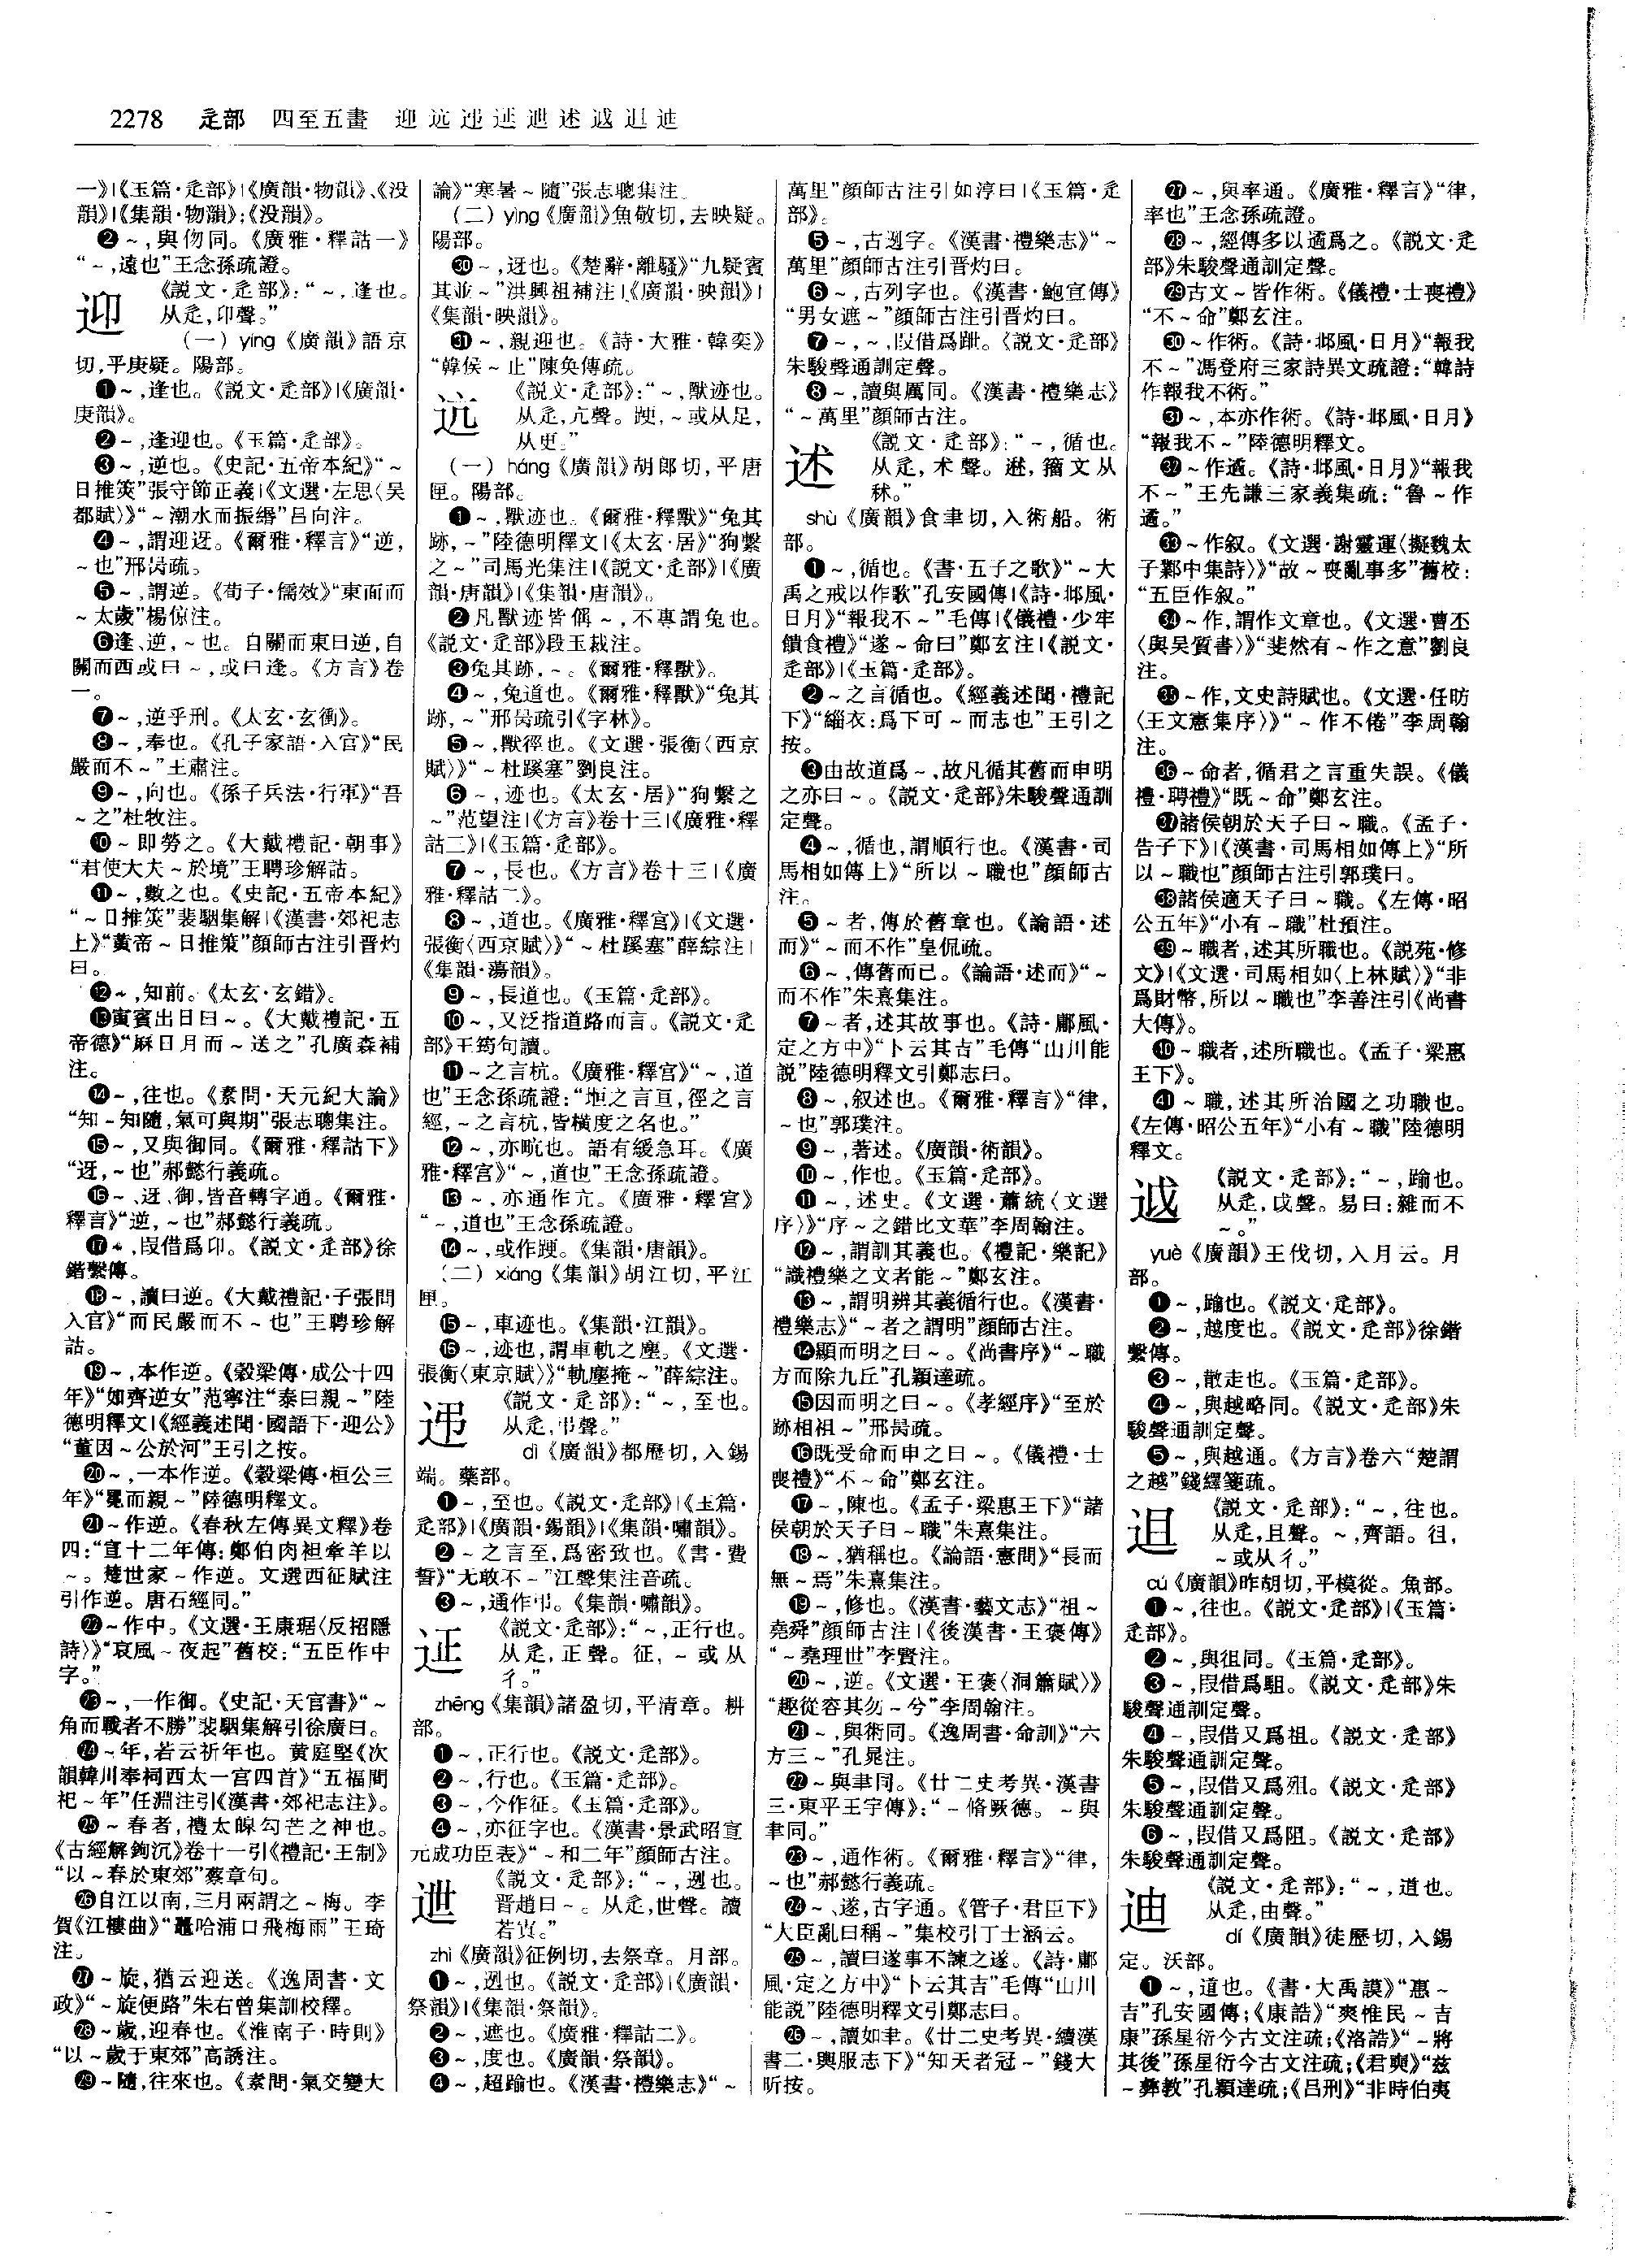 2278 辵部 四至五畫 迎 迒 迊 延 迣 述 越 退 迪
一》|《玉篇·辵部》|《廣韻·物韻》、《没
韻》|《集韻·物韻》;《没韻》。
❷～,與伆同。《廣雅·釋詁一》
“～,遠也”王念孫疏證。
迎 《説文·辵部》:“～,逢也。
从辵,卬聲。”
(一) yíng《廣韻》語京
切,平庚疑。陽部。
❶～,逢也。《説文·辵部》|《廣韻·
庚韻》。
❷～,逢迎也。《玉篇·辵部》。
❸～,逆也。《史記·五帝本紀》“～
日推筴”張守節正義|《文選·左思〈吳
都賦〉》“～潮水而振緡”吕向注。
❹～,謂迎迓。《爾雅·釋言》“逆,
～也”邢昺疏。
❺～,謂逆。《荀子·儒效》“東面而
～太歲”楊倞注。
❻逢、逆,～也。自關而東曰逆,自
關而西或曰～,或曰逢。《方言》卷
一。
❼～,逆乎刑。《太玄·玄衝》。
❽～,奉也。《孔子家語·入官》“民
嚴而不～”王肅注。
❾～,向也。《孫子兵法·行軍》“吾
～之”杜牧注。
❿～即勞之。《大戴禮記·朝事》
“君使大夫～於境”王聘珍解詁。
⓫～,數之也。《史記·五帝本紀》
“～日推筴”裴駰集解|《漢書·郊祀志
上》“黃帝～日推策”顏師古注引晋灼
曰。
⓬～,知前。《太玄·玄錯》。
⓭寅賓出日曰～。《大戴禮記·五
帝德》“厤日月而～送之”孔廣森補
注。
⓮～,往也。《素問·天元紀大論》
“知～知隨,氣可與期”張志聰集注。
⓯～,又與御同。《爾雅·釋詁下》
“迓,～也”郝懿行義疏。
⓰～、迓、御,皆音轉字通。《爾雅·
釋言》“逆,～也”郝懿行義疏。
⓱～,叚借爲卬。《説文·辵部》徐
鍇繫傳。
⓲～,讀曰逆。《大戴禮記·子張問
入官》“而民嚴而不～也”王聘珍解
詁。
⓳～,本作逆。《穀梁傳·成公十四
年》“如齊逆女”范寧注“秦曰親～”陸
德明釋文|《經義述聞·國語下·迎公》
“董因～公於河”王引之按。
⓴～,一本作逆。《穀梁傳·桓公三
年》“冕而親～”陸德明釋文。
㉑～作逆。《春秋左傳異文釋》卷
四:“宣十二年傳:鄭伯肉袒牽羊以
～。楚世家～作逆。文選西征賦注
引作逆。唐石經同。”
㉒～作中。《文選·王康琚〈反招隱
詩〉》“哀風～夜起”舊校:“五臣作中
字。”
㉓～,一作御。《史記·天官書》“～
角而戰者不勝”裴駰集解引徐廣曰。
㉔～年,若云祈年也。黄庭堅《次
韻韓川奉祠西太一宫四首》“五福間
祀～年”任淵注引《漢書·郊祀志注》。
㉕～春者,禮太皞勾芒之神也。
《古經解鉤沉》卷十一引《禮記·王制》
“以～春於東郊”蔡章句。
㉖自江以南,三月雨謂之～梅。李
賀《江樓曲》“鼉哈浦口飛梅雨”王琦
注。
㉗～旋,猶云迎送。《逸周書·文
政》“～旋便路”朱右曾集訓校釋。
㉘～歲,迎春也。《淮南子·時則》
“以～歲于東郊”高誘注。
㉙～隨,往來也。《素問·氣交變大
論》“寒暑～隨”張志聰集注。
(二) yìng《廣韻》魚敬切,去映疑。
陽部。
㉚～,迓也。《楚辭·離騷》“九疑賓
其並～”洪興祖補注|《廣韻·映韻》|
《集韻·映韻》。
㉛～,親迎也。《詩·大雅·韓奕》
“韓侯～止”陳奐傳疏。
迒 《説文·辵部》:“～,獸迹也。
从辵,亢聲。䢚,～或从足,
从更。”
(一) háng《廣韻》胡郎切,平唐
匣。陽部。
❶～,獸迹也。《爾雅·釋獸》“兔其
跡,～”陸德明釋文|《太玄·居》“狗繫
之～”司馬光集注|《説文·辵部》|《廣
韻·唐韻》|《集韻·唐韻》。
❷凡獸迹皆偁～,不專謂兔也。
《説文·辵部》段玉裁注。
❸兔其跡,～。《爾雅·釋獸》。
❹～,兔道也。《爾雅·釋獸》“兔其
跡,～”邢昺疏引《字林》。
❺～,獸徑也。《文選·張衡〈西京
賦〉》“～杜蹊塞”劉良注。
❻～,迹也。《太玄·居》“狗繫之
～”范望注|《方言》卷十三|《廣雅·釋
詁二》|《玉篇·辵部》。
❼～,長也。《方言》卷十三|《廣
雅·釋詁二》。
❽～,道也。《廣雅·釋宫》|《文選·
張衡〈西京賦〉》“～杜蹊塞”薛綜注|
《集韻·蕩韻》。
❾～,長道也。《玉篇·辵部》。
❿～,又泛指道路而言。《説文·辵
部》王筠句讀。
⓫～之言杭。《廣雅·釋宫》“～,道
也”王念孫疏證:“堩之言亘,徑之言
經,～之言杭,皆横度之名也。”
⓬～,亦䟘也。語有緩急耳。《廣
雅·釋宫》“～,道也”王念孫疏證。
⓭～,亦通作亢。《廣雅·釋宫》
“～,道也”王念孫疏證。
⓮～,或作䢚。《集韻·唐韻》。
(二) xiáng《集韻》胡江切,平江
匣。
⓯～,車迹也。《集韻·江韻》。
⓰～,迹也,謂車軌之塵。《文選·
張衡〈東京賦〉》“軌塵掩～”薛綜注。
迊 《説文·辵部》:“～,至也。
从辵,弔聲。”
dì《廣韻》都歷切,入錫
端。藥部。
❶～,至也。《説文·辵部》|《玉篇·
辵部》|《廣韻·錫韻》|《集韻·嘯韻》。
❷～之言至,爲密致也。《書·費
誓》“无敢不～”江聲集注音疏。
❸～,通作弔。《集韻·嘯韻》。
证 《説文·辵部》:“～,正行也。
从辵,正聲。征,～或从
彳。”
zhēng《集韻》諸盈切,平清章。耕
部。
❶～,正行也。《説文·辵部》。
❷～,行也。《玉篇·辵部》。
❸～,今作征。《玉篇·辵部》。
❹～,亦征字也。《漢書·景武昭宣
元成功臣表》“～和二年”顏師古注。
迣 《説文·辵部》:“～,迾也。
晋趙曰～。从辵,世聲。讀
若寘。”
zhì《廣韻》征例切,去祭章。月部。
❶～,迾也。《説文·辵部》|《廣韻·
祭韻》|《集韻·祭韻》。
❷～,遮也。《廣雅·釋詁二》。
❸～,度也。《廣韻·祭韻》。
❹～,超踰也。《漢書·禮樂志》“～
萬里”顏師古注引如淳曰|《玉篇·辵
部》。
❺～,古迾字。《漢書·禮樂志》“～
萬里”顏師古注引晋灼曰。
❻～,古列字也。《漢書·鮑宣傳》
“男女遮～”顏師古注引晋灼曰。
❼～,～,叚借爲跇。《説文·辵部》
朱駿聲通訓定聲。
❽～,讀與厲同。《漢書·禮樂志》
“～萬里”顏師古注。
述 《説文·辵部》:“～,循也。
从辵,术聲。𨔵,籀文从
秫。”
shù《廣韻》食聿切,入術船。術
部。
❶～,循也。《書·五子之歌》“～大
禹之戒以作歌”孔安國傳|《詩·邶風·
日月》“報我不～”毛傳|《儀禮·少牢
饋食禮》“遂～命曰”鄭玄注|《説文·
辵部》|《玉篇·辵部》。
❷～之言循也。《經義述聞·禮記
下》“緇衣:爲下可～而志也”王引之
按。
❸由故道爲～,故凡循其舊而申明
之亦曰～。《説文·辵部》朱駿聲通訓
定聲。
❹～,循也,謂順行也。《漢書·司
馬相如傳上》“所以～職也”顏師古
注。
❺～者,傳於舊章也。《論語·述
而》“～而不作”皇侃疏。
❻～,傳舊而已。《論語·述而》“～
而不作”朱熹集注。
❼～者,述其故事也。《詩·鄘風·
定之方中》“卜云其吉”毛傳“山川能
説”陸德明釋文引鄭志曰。
❽～,叙述也。《爾雅·釋言》“律,
～也”郭璞注。
❾～,著述。《廣韻·術韻》。
❿～,作也。《玉篇·辵部》。
⓫～,述史。《文選·蕭統〈文選
序〉》“序～之錯比文華”李周翰注。
⓬～,謂訓其義也。《禮記·樂記》
“識禮樂之文者能～”鄭玄注。
⓭～,謂明辨其義循行也。《漢書·
禮樂志》“～者之謂明”顏師古注。
⓮顯而明之曰～。《尚書序》“～職
方而除九丘”孔穎達疏。
⓯因而明之曰～。《孝經序》“至於
跡相祖～”邢昺疏。
⓰既受命而申之曰～。《儀禮·士
喪禮》“不～命”鄭玄注。
⓱～,陳也。《孟子·梁惠王下》“諸
侯朝於天子曰～職”朱熹集注。
⓲～,猶稱也。《論語·憲問》“長而
無～焉”朱熹集注。
⓳～,修也。《漢書·藝文志》“祖～
堯舜”顏師古注|《後漢書·王褒傳》
“～堯理世”李賢注。
⓴～,逆。《文選·王褒〈洞簫賦〉》
“趣從容其勿～兮”李周翰注。
㉑～,與術同。《逸周書·命訓》“六
方三～”孔晁注。
㉒～與聿同。《廿二史考異·漢書
三·東平王宇傳》:“～脩厥德。～與
聿同。”
㉓～,通作術。《爾雅·釋言》“律,
～也”郝懿行義疏。
㉔～、遂,古字通。《管子·君臣下》
“大臣亂曰稱～”集校引丁士涵云。
㉕～,讀曰遂事不諫之遂。《詩·鄘
風·定之方中》“卜云其吉”毛傳“山川
能説”陸德明釋文引鄭志曰。
㉖～,讀如聿。《廿二史考異·續漢
書二·輿服志下》“知天者冠～”錢大
昕按。
㉗～,與率通。《廣雅·釋言》“律,
率也”王念孫疏證。
㉘～,經傳多以遹爲之。《説文·辵
部》朱駿聲通訓定聲。
㉙古文～皆作術。《儀禮·士喪禮》
“不～命”鄭玄注。
㉚～作術。《詩·邶風·日月》“報我
不～”馮登府三家詩異文疏證:“韓詩
作報我不術。”
㉛～,本亦作術。《詩·邶風·日月》
“報我不～”陸德明釋文。
㉜～作遹。《詩·邶風·日月》“報我
不～”王先謙三家義集疏:“魯～作
遹。”
㉝～作叙。《文選·謝靈運〈擬魏太
子鄴中集詩〉》“故～喪亂事多”舊校:
“五臣作叙。”
㉞～作,謂作文章也。《文選·曹丕
〈與吴質書〉》“斐然有～作之意”劉良
注。
㉟～作,文史詩賦也。《文選·任昉
〈王文憲集序〉》“～作不倦”李周翰
注。
㊱～命者,循君之言重失誤。《儀
禮·聘禮》“既～命”鄭玄注。
㊲諸侯朝於天子曰～職。《孟子·
告子下》|《漢書·司馬相如傳上》“所
以～職也”顏師古注引郭璞曰。
㊳諸侯適天子曰～職。《左傳·昭
公五年》“小有～職”杜預注。
㊴～職者,述其所職也。《説苑·修
文》|《文選·司馬相如〈上林賦〉》“非
爲財幣,所以～職也”李善注引《尚書
大傳》。
㊵～職者,述所職也。《孟子·梁惠
王下》。
㊶～職,述其所治國之功職也。
《左傳·昭公五年》“小有～職”陸德明
釋文。
𨒋 《説文·辵部》:“～,踰也。
从辵,戉聲。易曰:雜而不
～。”
yuè《廣韻》王伐切,入月云。月
部。
❶～,踰也。《説文·辵部》。
❷～,越度也。《説文·辵部》徐鍇
繫傳。
❸～,散走也。《玉篇·辵部》。
❹～,與越略同。《説文·辵部》朱
駿聲通訓定聲。
❺～,與越通。《方言》卷六“楚謂
之越”錢繹箋疏。
迌 《説文·辵部》:“～,往也。
从辵,且聲。～,齊語。徂,
～或从彳。”
cú《廣韻》昨胡切,平模從。魚部。
❶～,往也。《説文·辵部》|《玉篇·
辵部》。
❷～,與徂同。《玉篇·辵部》。
❸～,叚借爲駔。《説文·辵部》朱
駿聲通訓定聲。
❹～,叚借又爲祖。《説文·辵部》
朱駿聲通訓定聲。
❺～,叚借又爲殂。《説文·辵部》
朱駿聲通訓定聲。
❻～,叚借又爲阻。《説文·辵部》
朱駿聲通訓定聲。
迪 《説文·辵部》:“～,道也。
从辵,由聲。”
dí《廣韻》徒歷切,入錫
定。沃部。
❶～,道也。《書·大禹謨》“惠～
吉”孔安國傳;《康誥》“爽惟民～吉
康”孫星衍今古文注疏;《洛誥》“～將
其後”孫星衍今古文注疏;《君奭》“兹
～彝教”孔穎達疏;《吕刑》“非時伯夷